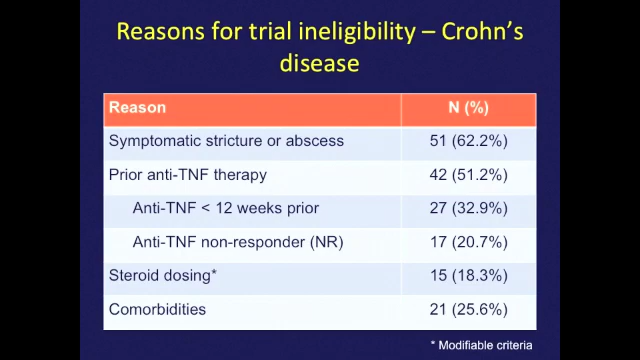 Reasons for trial ineligibility – Crohn's
disease
Reason N (%)
Symptomatic stricture or abscess 51 (62.2%)
Prior anti-TNF therapy 42 (51.2%)
Anti-TNF < 12 weeks prior 27 (32.9%)
Anti-TNF non-responder (NR) 17 (20.7%)
Steroid dosing* 15 (18.3%)
Comorbidities 21 (25.6%)
* Modifiable criteria